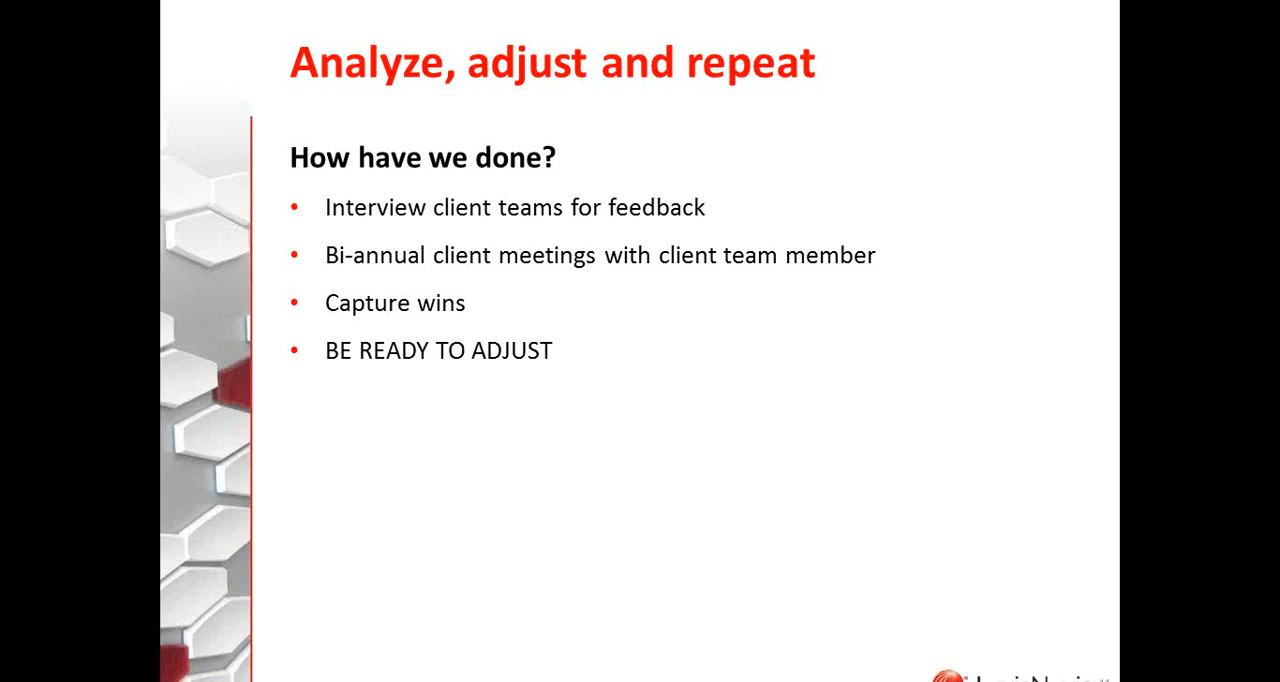 Analyze, adjust and repeat
How have we done?
• Interview client teams for feedback
• Bi-annual client meetings with client team member
• Capture wins
• BE READY TO ADJUST